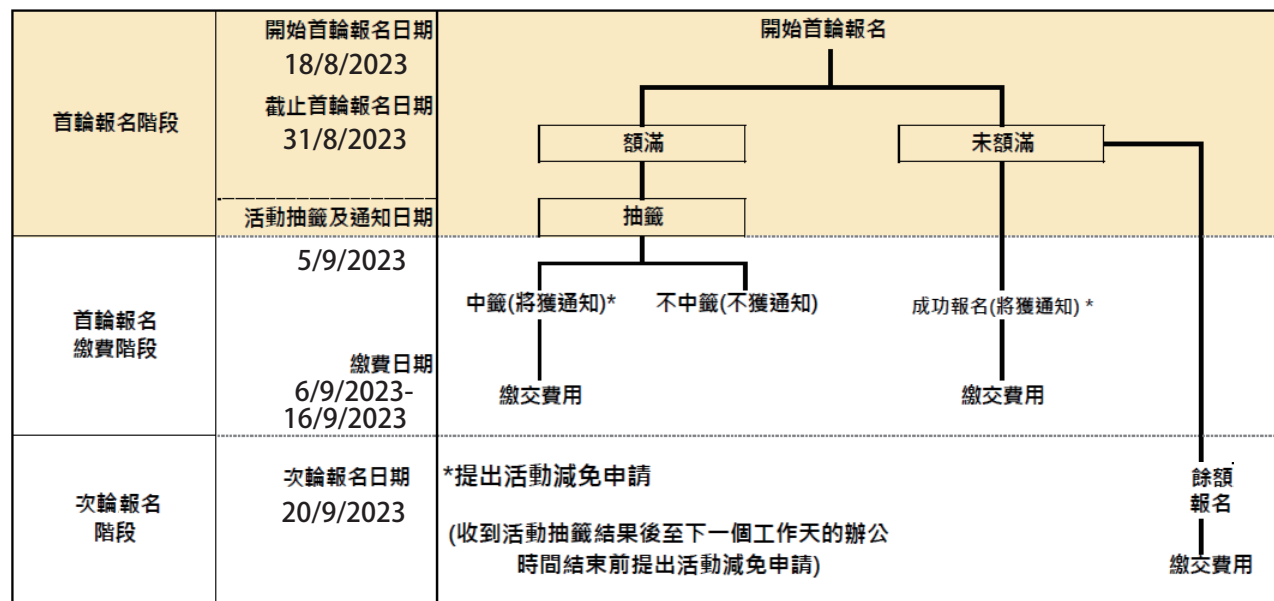 首輪報名階段
開始首輪報名日期
18/8/2023
截止首輪報名日期
31/8/2023
活動抽籤及通知日期
開始首輪報名
額滿
未額滿
抽籤
首輪報名
繳費階段
5/9/2023
繳費日期
6/9/2023-
16/9/2023
中籤(將獲通知)*
不中籤(不獲通知)
成功報名(將獲通知) *
繳交費用
繳交費用
次輪報名
階段
次輪報名日期
20/9/2023
*提出活動減免申請
(收到活動抽籤結果後至下一個工作天的辦公
時間結束前提出活動減免申請)
餘額
報名
繳交費用